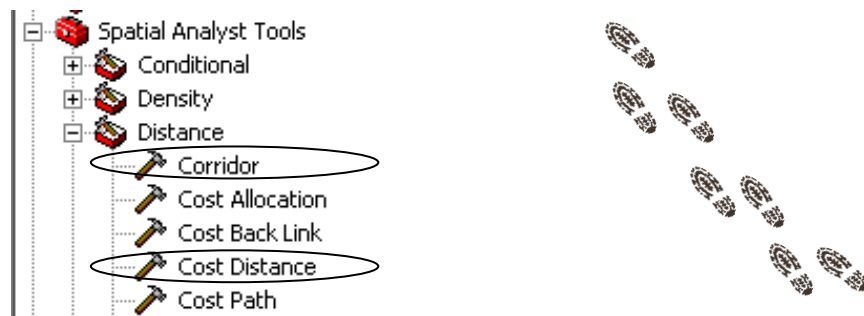 Spatial Analyst Tools
Conditional
Density
Distance
Corridor
Cost Allocation
Cost Back Link
Cost Distance
Cost Path